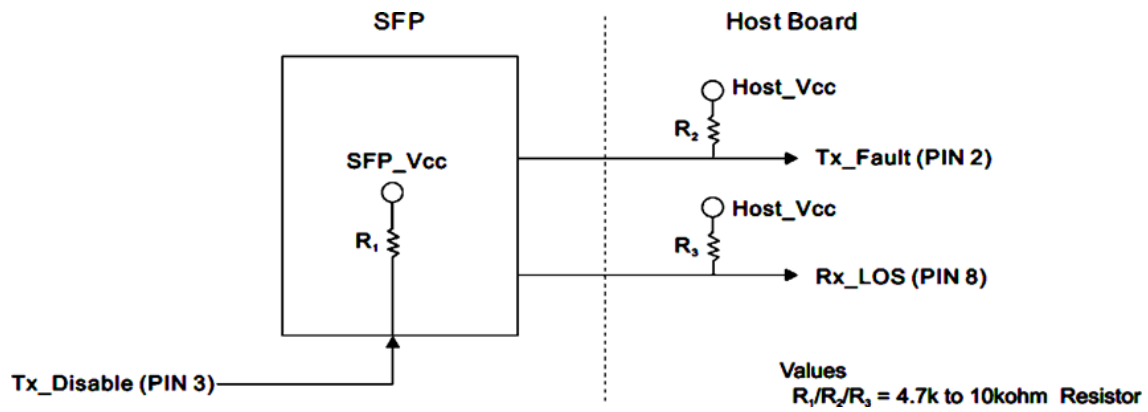 SFP
Host Board
Host_Vcc
R₂
Tx_Fault (PIN 2)
SFP_Vcc
Host_Vcc
R₁
R₃
Rx_LOS (PIN 8)
Tx_Disable (PIN 3)
Values
R₁/R₂/R₃ = 4.7k to 10kohm Resistor